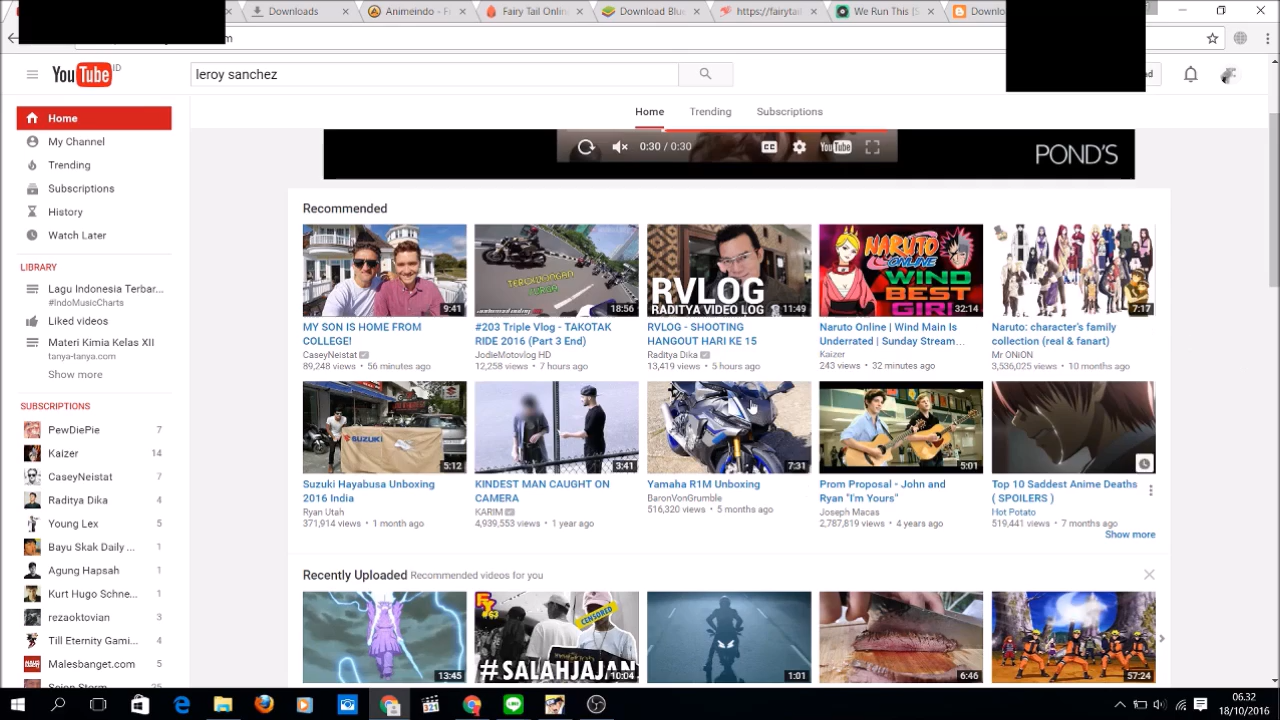 Downloads
Animeindo - F
Fairy Tail Online
Download Blu
https://fairytail
We Run This [S
Downlo
m
YouTube ID
leroy sanchez
ad
Home
Trending
Subscriptions
Home
My Channel
Trending
Subscriptions
History
Watch Later
LIBRARY
Lagu Indonesia Terbar...
#IndoMusicCharts
Liked videos
Materi Kimia Kelas XII
tanya-tanya.com
Show more
SUBSCRIPTIONS
PewDiePie 7
Kaizer 14
CaseyNeistat 7
Raditya Dika 4
Young Lex 5
Bayu Skak Daily ... 1
Agung Hapsah 1
Kurt Hugo Schne... 1
rezaoktovian 3
Till Eternity Gami... 4
Malesbanget.com 5
0:30 / 0:30
CC
YouTube
POND'S
Recommended
9:41
TEROWONGAN
18:56
RVLOG
RADITYA VIDEO LOG
11:49
NARUTO
ONLINE
WIND
BEST
GIRL
32:14
7:17
MY SON IS HOME FROM
COLLEGE!
CaseyNeistat
89,248 views • 56 minutes ago
#203 Triple Vlog - TAKOTAK
RIDE 2016 (Part 3 End)
JodieMotovlog HD
12,258 views • 7 hours ago
RVLOG - SHOOTING
HANGOUT HARI KE 15
Raditya Dika
13,419 views • 5 hours ago
Naruto Online | Wind Main Is
Underrated | Sunday Stream...
Kaizer
243 views • 32 minutes ago
Naruto: character's family
collection (real & fanart)
Mr ONiON
3,536,025 views • 10 months ago
SUZUKI
5:12
3:41
7:31
5:01
Suzuki Hayabusa Unboxing
2016 India
Ryan Utah
371,914 views • 1 month ago
KINDEST MAN CAUGHT ON
CAMERA
KARIM
4,939,553 views • 1 year ago
Yamaha R1M Unboxing
BaronVonGrumble
516,320 views • 5 months ago
Prom Proposal - John and
Ryan "I'm Yours"
Joseph Macas
2,787,819 views • 4 years ago
Top 10 Saddest Anime Deaths
( SPOILERS )
Hot Potato
519,441 views • 7 months ago
Show more
Recently Uploaded Recommended videos for you
13:45
#63
CENSORED
#SALAHJAJAN
10:04
1:01
6:46
57:24
06.32
18/10/2016